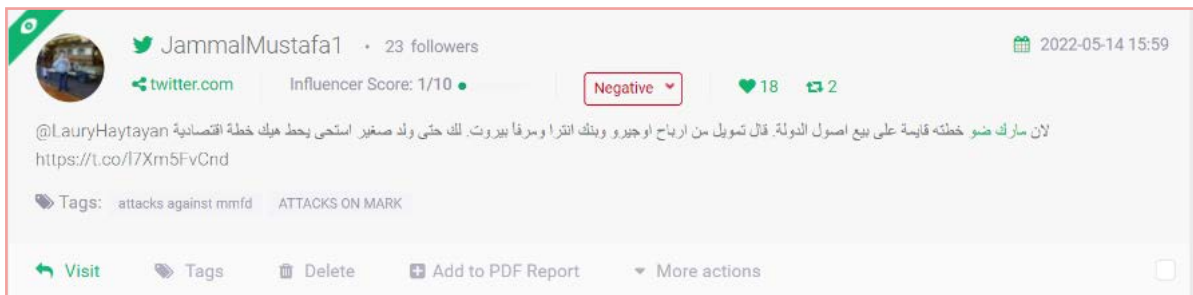 JammalMustafa1 • 23 followers 2022-05-14 15:59
twitter.com Influencer Score: 1/10 Negative 18 2
@LauryHaytayan لان مارك ضو خطته قايمة على بيع اصول الدولة. قال تمويل من ارباح اوجيرو وبنك انترا ومرفأ بيروت. لك حتى ولد صغير استحى يحط هيك خطة اقتصادية
https://t.co/l7Xm5FvCnd
Tags: attacks against mmfd ATTACKS ON MARK
Visit Tags Delete Add to PDF Report More actions